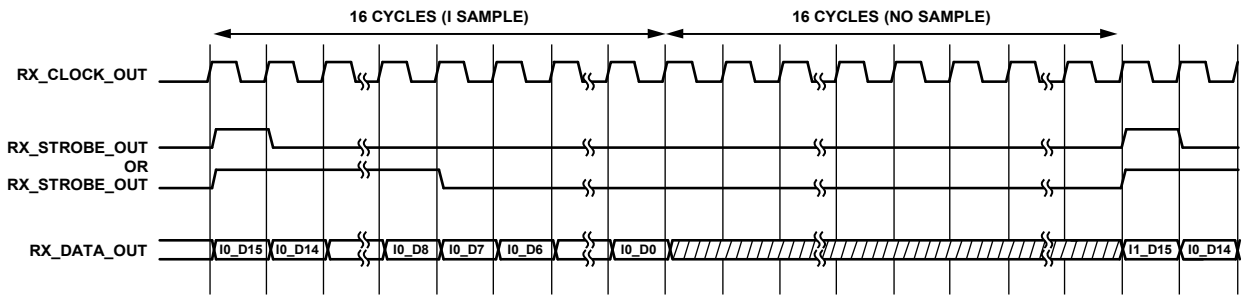 16 CYCLES (I SAMPLE) 16 CYCLES (NO SAMPLE)
RX_CLOCK_OUT
RX_STROBE_OUT
OR
RX_STROBE_OUT
RX_DATA_OUT I0_D15 I0_D14 I0_D8 I0_D7 I0_D6 I0_D0 I1_D15 I0_D14